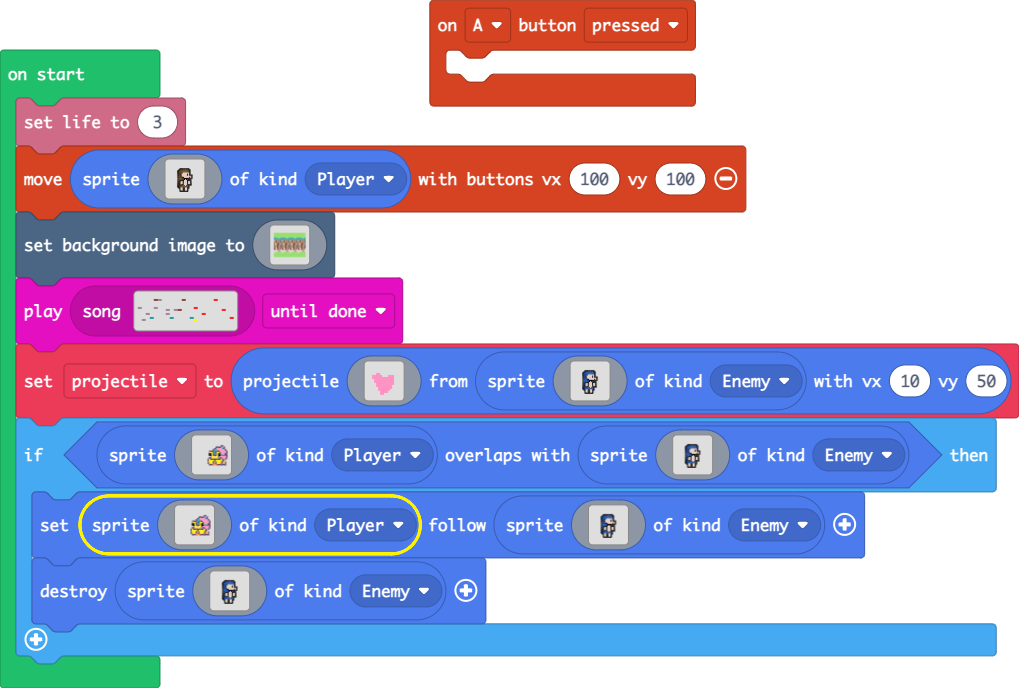 on A button pressed
on start
set life to 3
move sprite of kind Player with buttons vx 100 vy 100
set background image to
play song until done
set projectile to projectile from sprite of kind Enemy with vx 10 vy 50
if sprite of kind Player overlaps with sprite of kind Enemy then
set sprite of kind Player follow sprite of kind Enemy
destroy sprite of kind Enemy